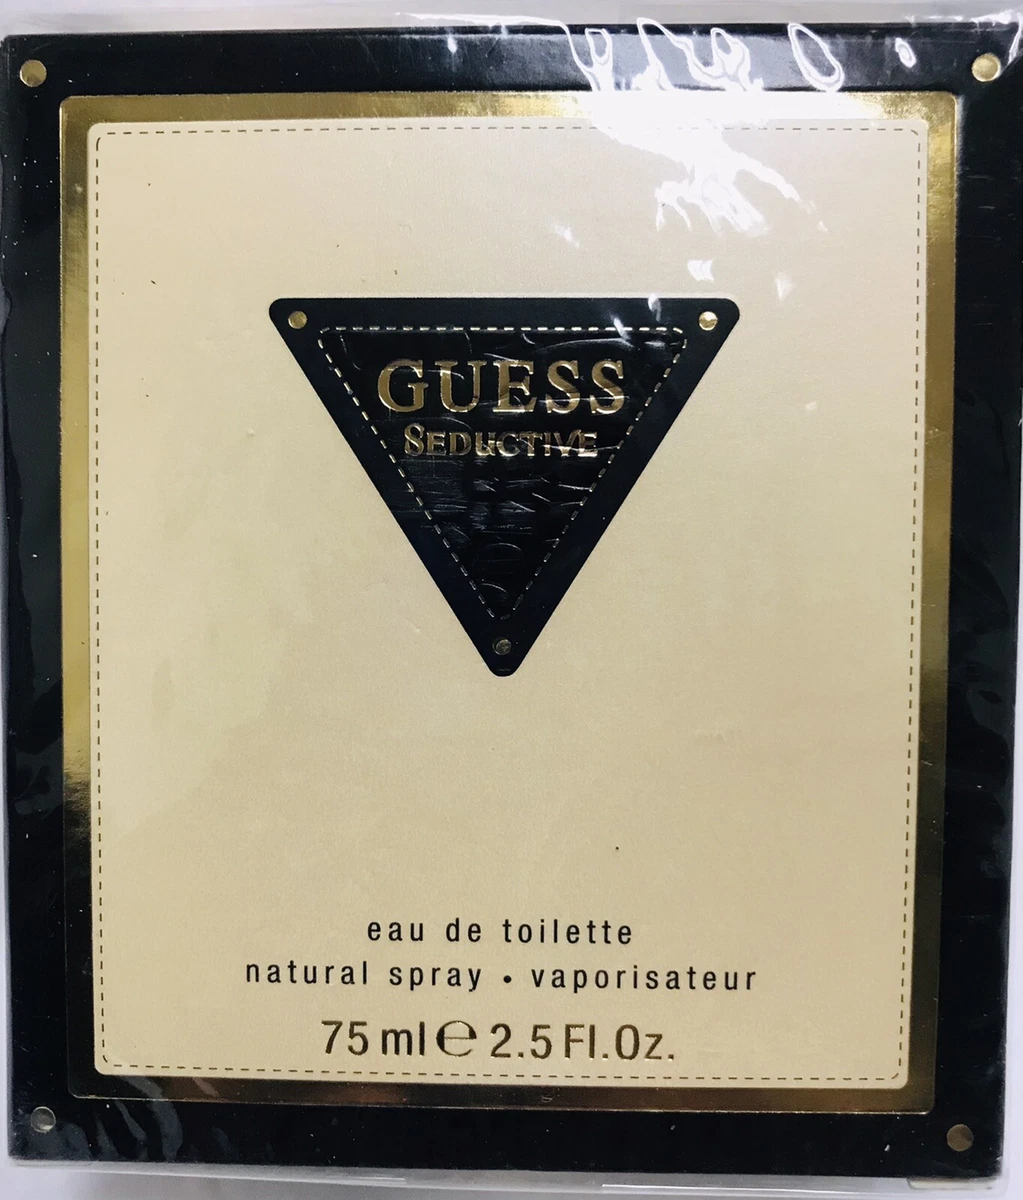 GUESS
SEDUCTIVE
eau de toilette
natural spray • vaporisateur
75 ml ℮ 2.5 Fl.Oz.